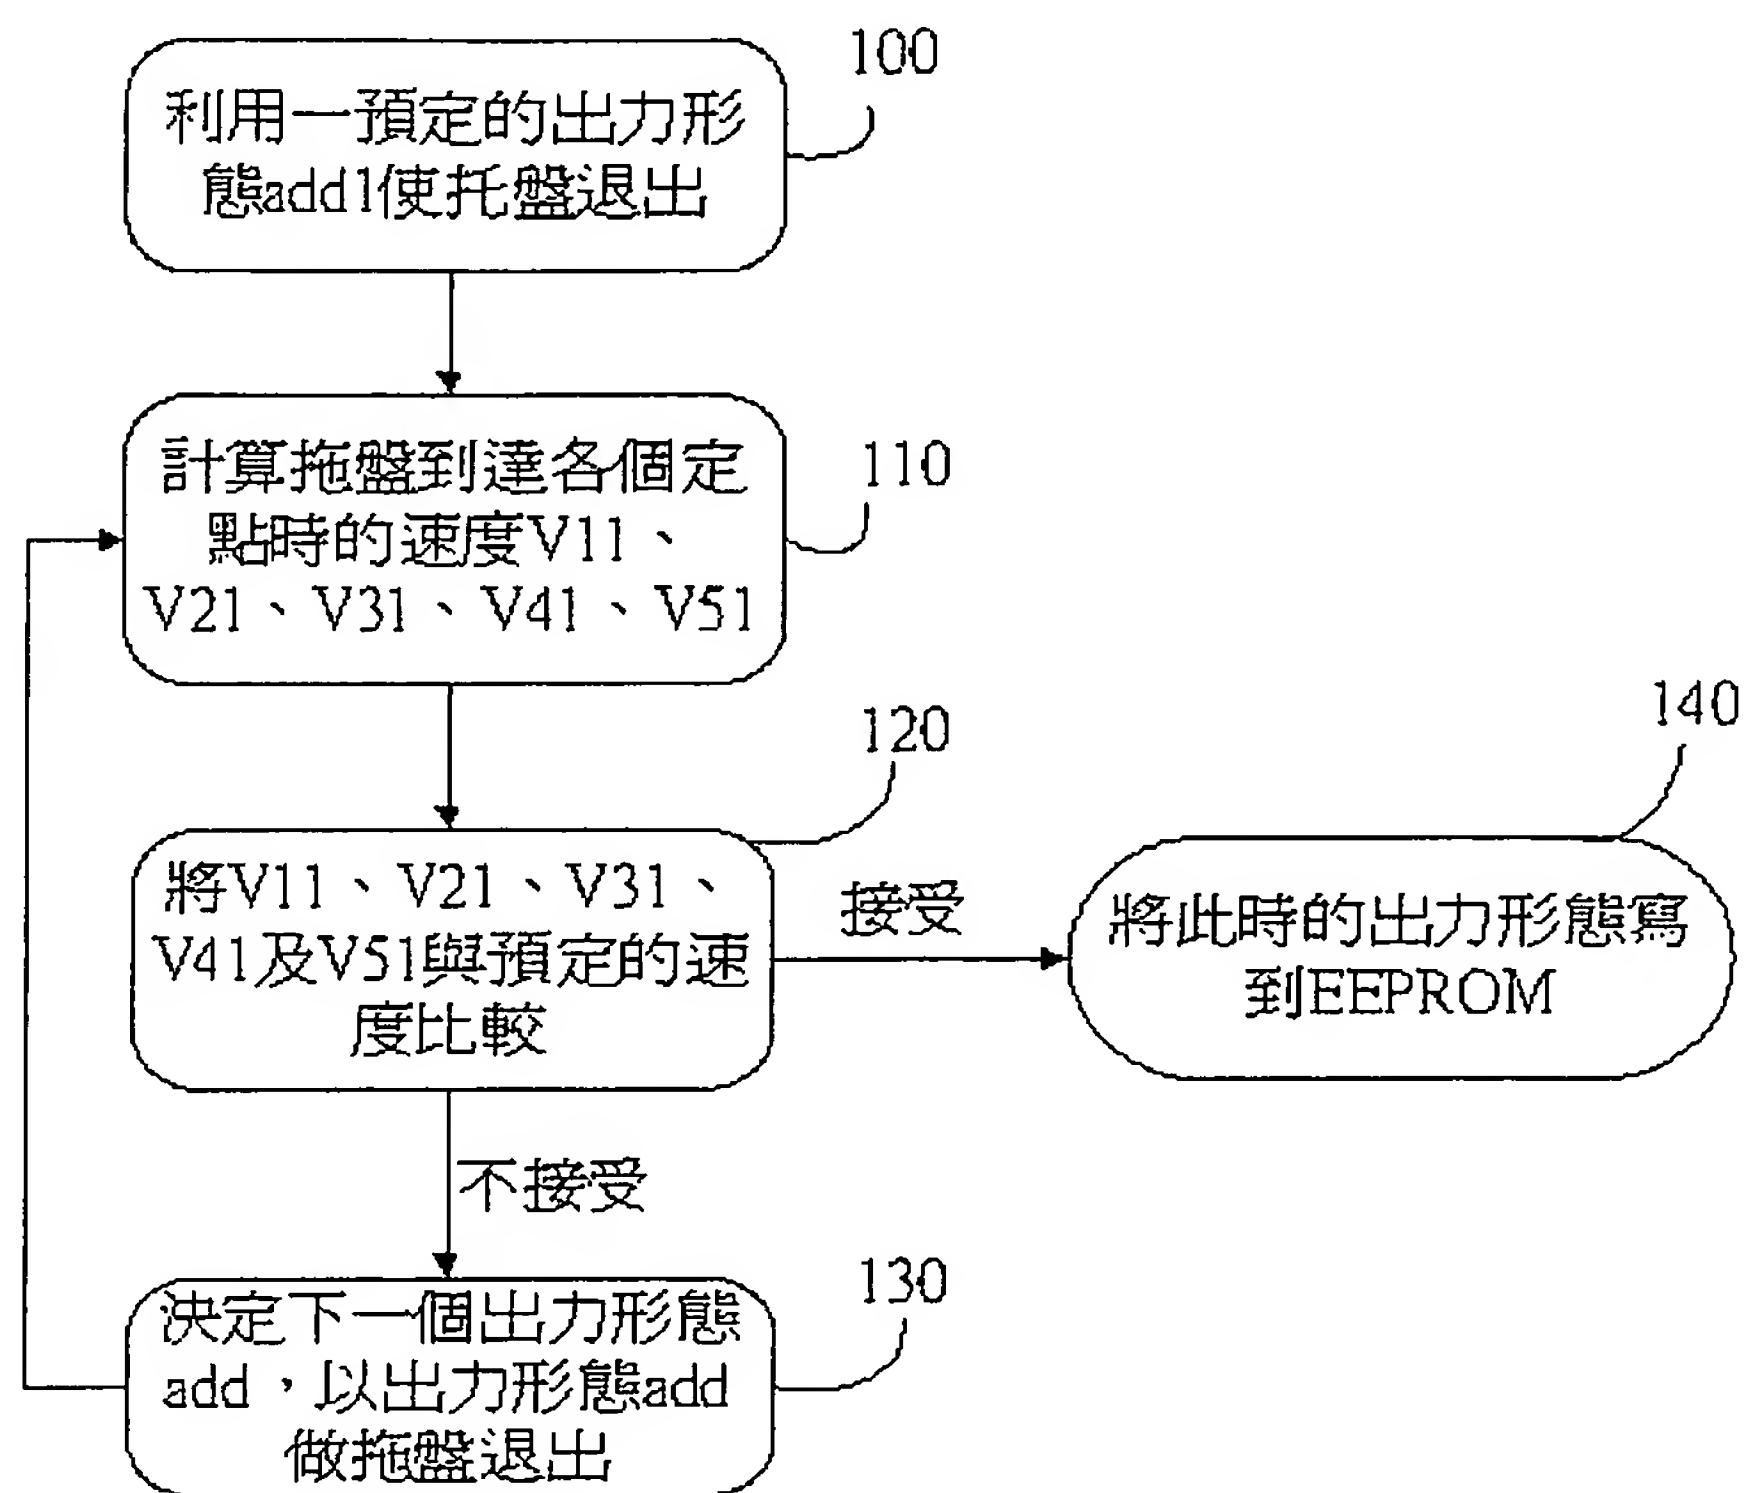 100
利用一預定的出力形
態add1使托盤退出
110
計算拖盤到達各個定
點時的速度V11、
V21、V31、V41、V51
120
將V11、V21、V31、
V41及V51與預定的速
度比較
接受
140
將此時的出力形態寫
到EEPROM
不接受
130
決定下一個出力形態
add，以出力形態add
做拖盤退出